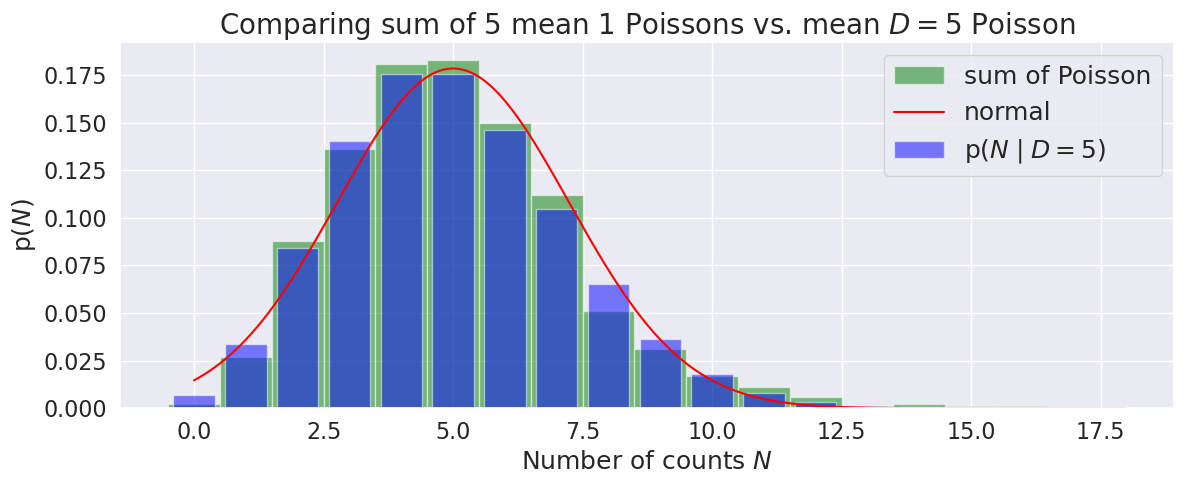 Comparing sum of 5 mean 1 Poissons vs. mean D = 5 Poisson
sum of Poisson
normal
p(N | D = 5)
p(N)
0.175
0.150
0.125
0.100
0.075
0.050
0.025
0.000
0.0 2.5 5.0 7.5 10.0 12.5 15.0 17.5
Number of counts N